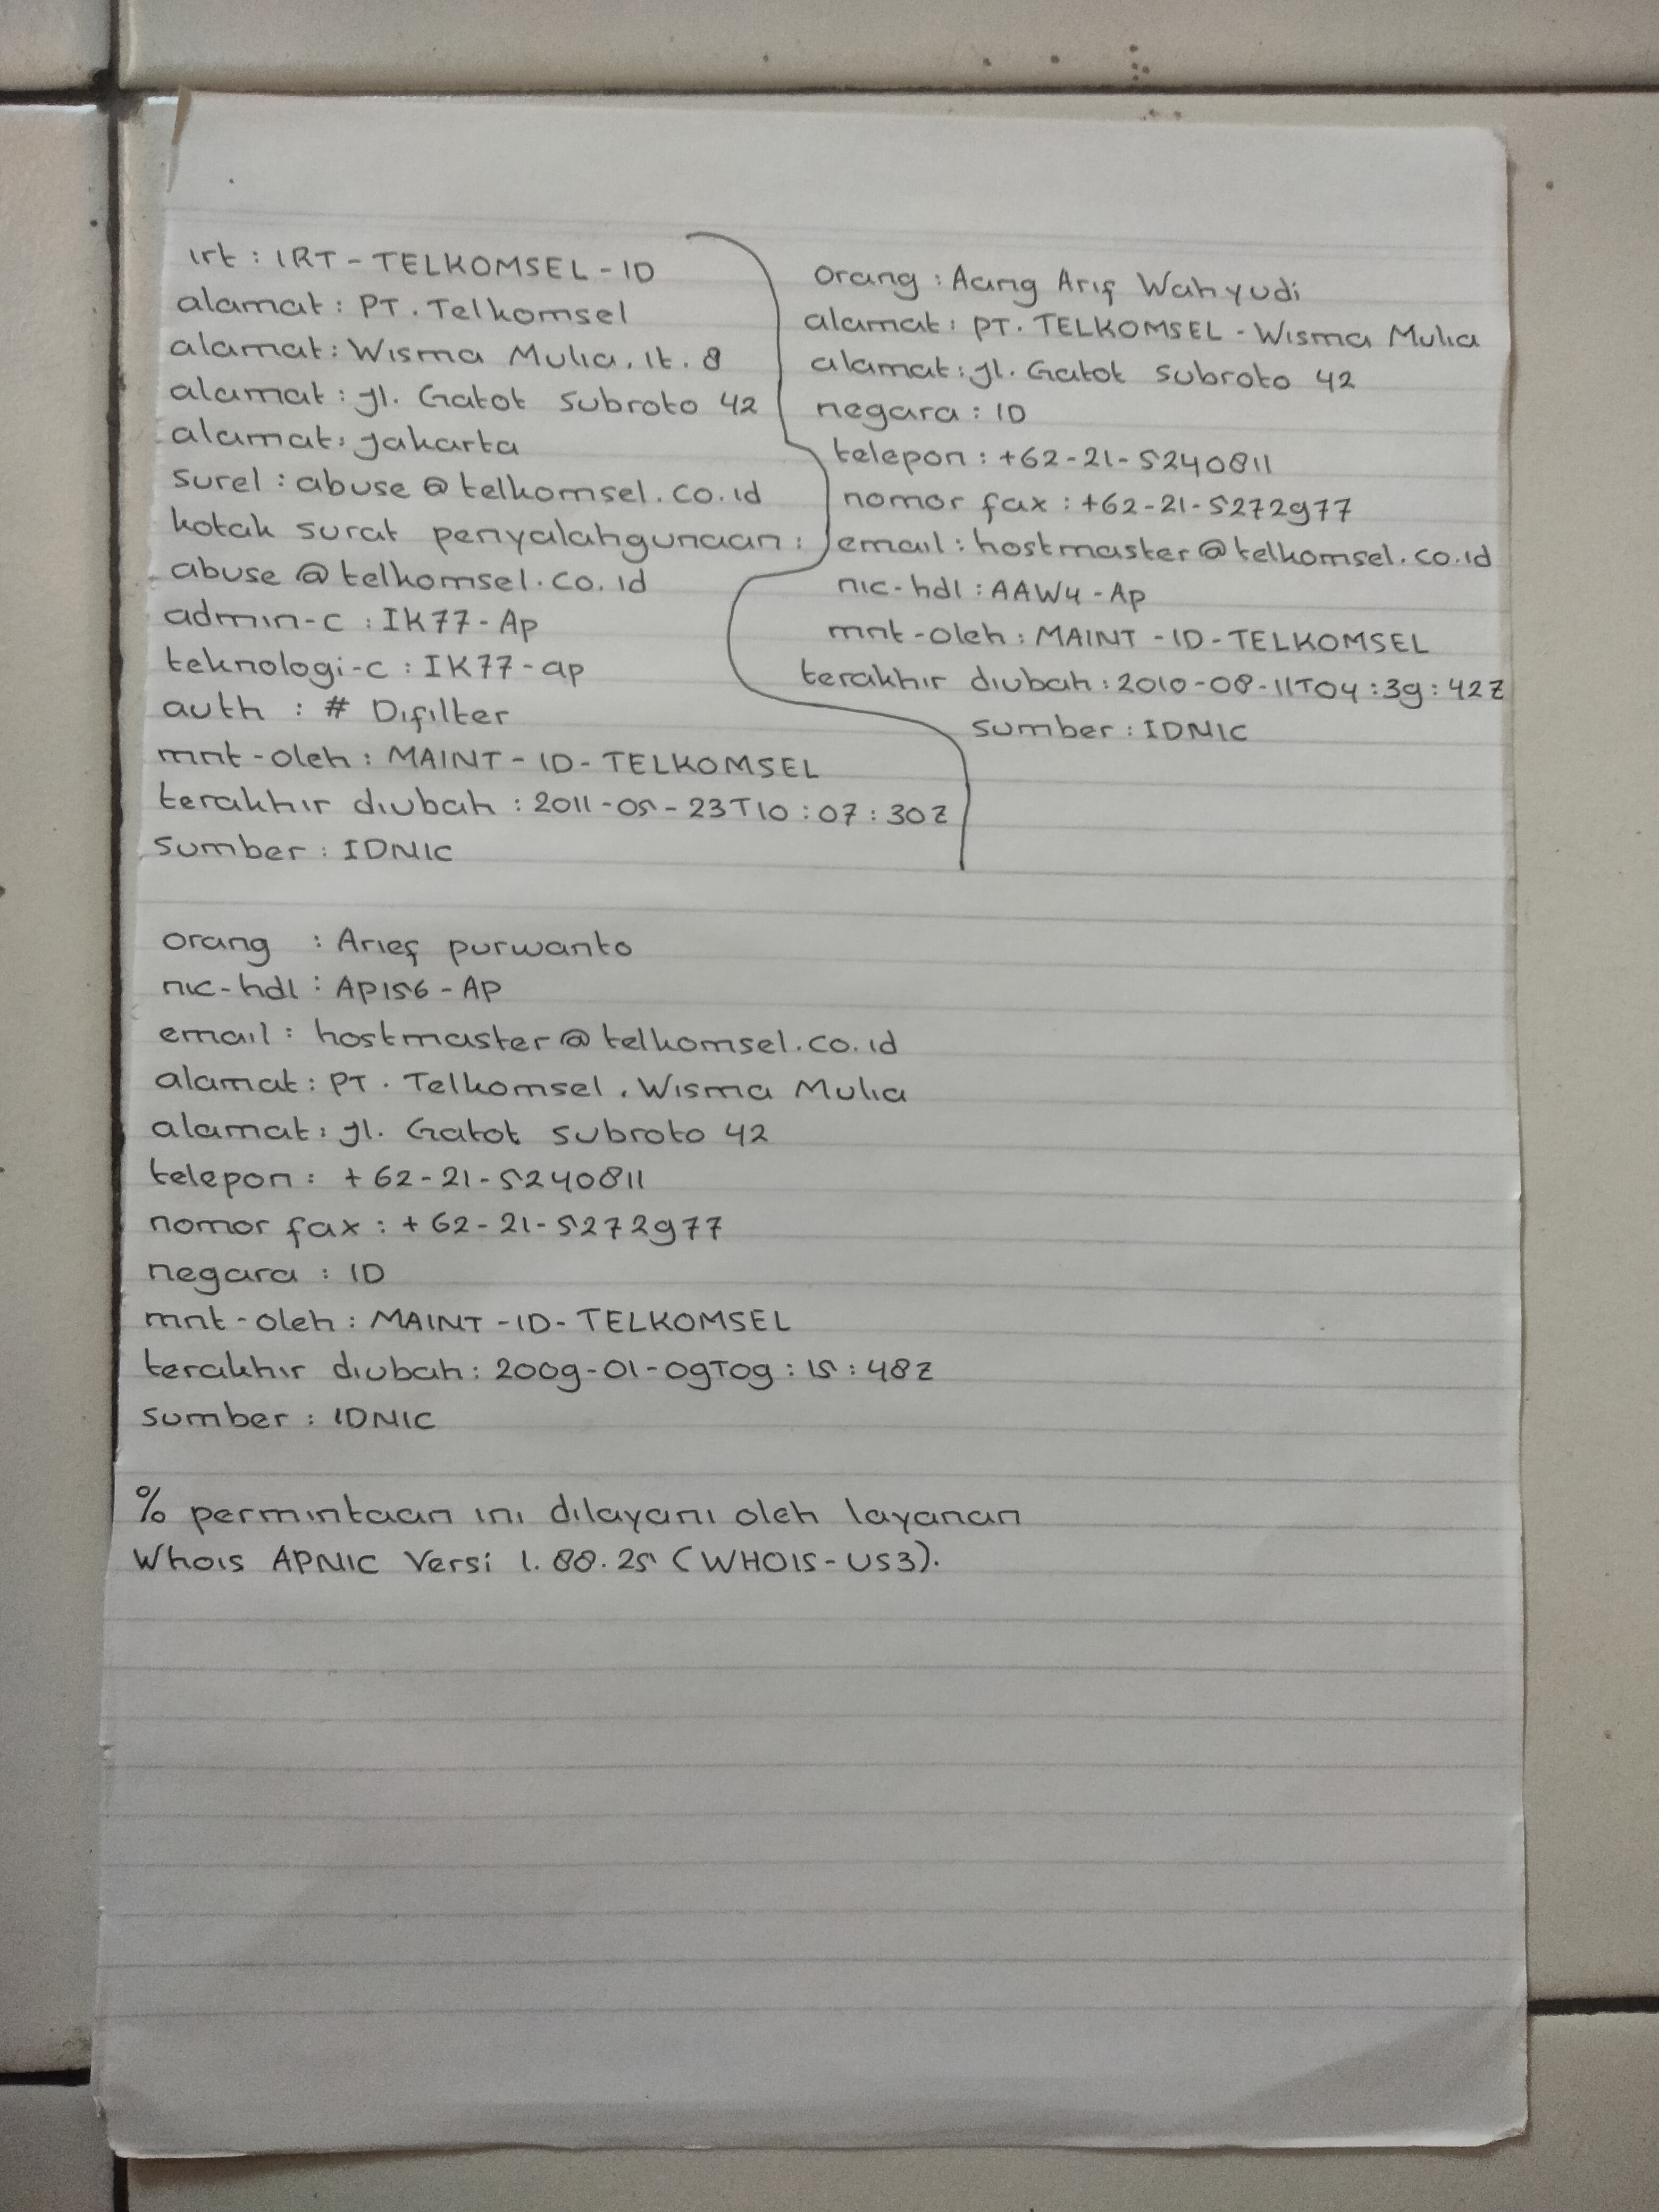 irt : IRT - TELKOMSEL - ID
alamat : PT. Telkomsel
alamat : Wisma Mulia, lt. 8
alamat : jl. Gatot Subroto 42
alamat : jakarta
surel : abuse @ telkomsel.co.id
kotak surat penyalahgunaan :
abuse @ telkomsel.co.id
admin-c : IK77-Ap
teknologi-c : IK77-ap
auth : # Difilter
mnt-oleh : MAINT - ID - TELKOMSEL
terakhir diubah : 2011-05-23T10:07:30Z
sumber : IDNIC
orang : Aang Arif Wahyudi
alamat : PT. TELKOMSEL - Wisma Mulia
alamat : jl. Gatot Subroto 42
negara : ID
telepon : +62-21-5240811
nomor fax : +62-21-5272977
email : hostmaster@telkomsel.co.id
nic-hdl : AAW4-Ap
mnt-oleh : MAINT-ID-TELKOMSEL
terakhir diubah : 2010-08-11T04:39:42Z
sumber : IDNIC
orang : Arief purwanto
nic-hdl : AP156-AP
email : hostmaster@telkomsel.co.id
alamat : PT. Telkomsel, Wisma Mulia
alamat : jl. Gatot Subroto 42
telepon : +62-21-5240811
nomor fax : +62-21-5272977
negara : ID
mnt-oleh : MAINT-ID-TELKOMSEL
terakhir diubah : 2009-01-09T09:15:48Z
sumber : IDNIC
% permintaan ini dilayani oleh layanan
Whois APNIC Versi 1.88.25 (WHOIS-US3).